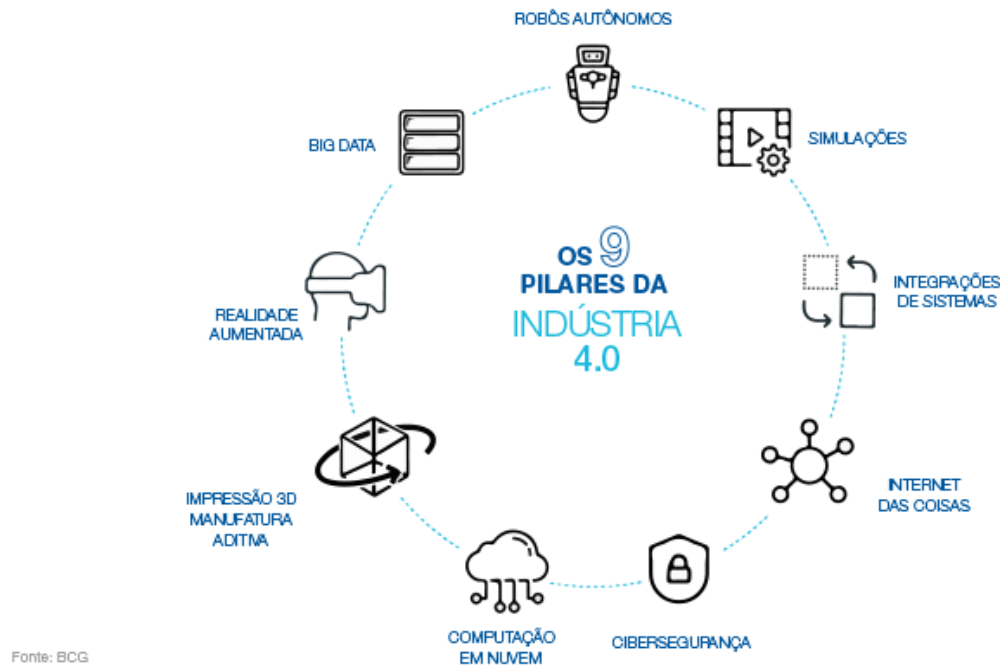 ROBÔS AUTÔNOMOS
SIMULAÇÕES
INTEGRAÇÕES
DE SISTEMAS
INTERNET
DAS COISAS
CIBERSEGURANÇA
COMPUTAÇÃO
EM NUVEM
IMPRESSÃO 3D
MANUFATURA
ADITIVA
REALIDADE
AUMENTADA
BIG DATA
OS 9
PILARES DA
INDÚSTRIA
4.0
Fonte: BCG